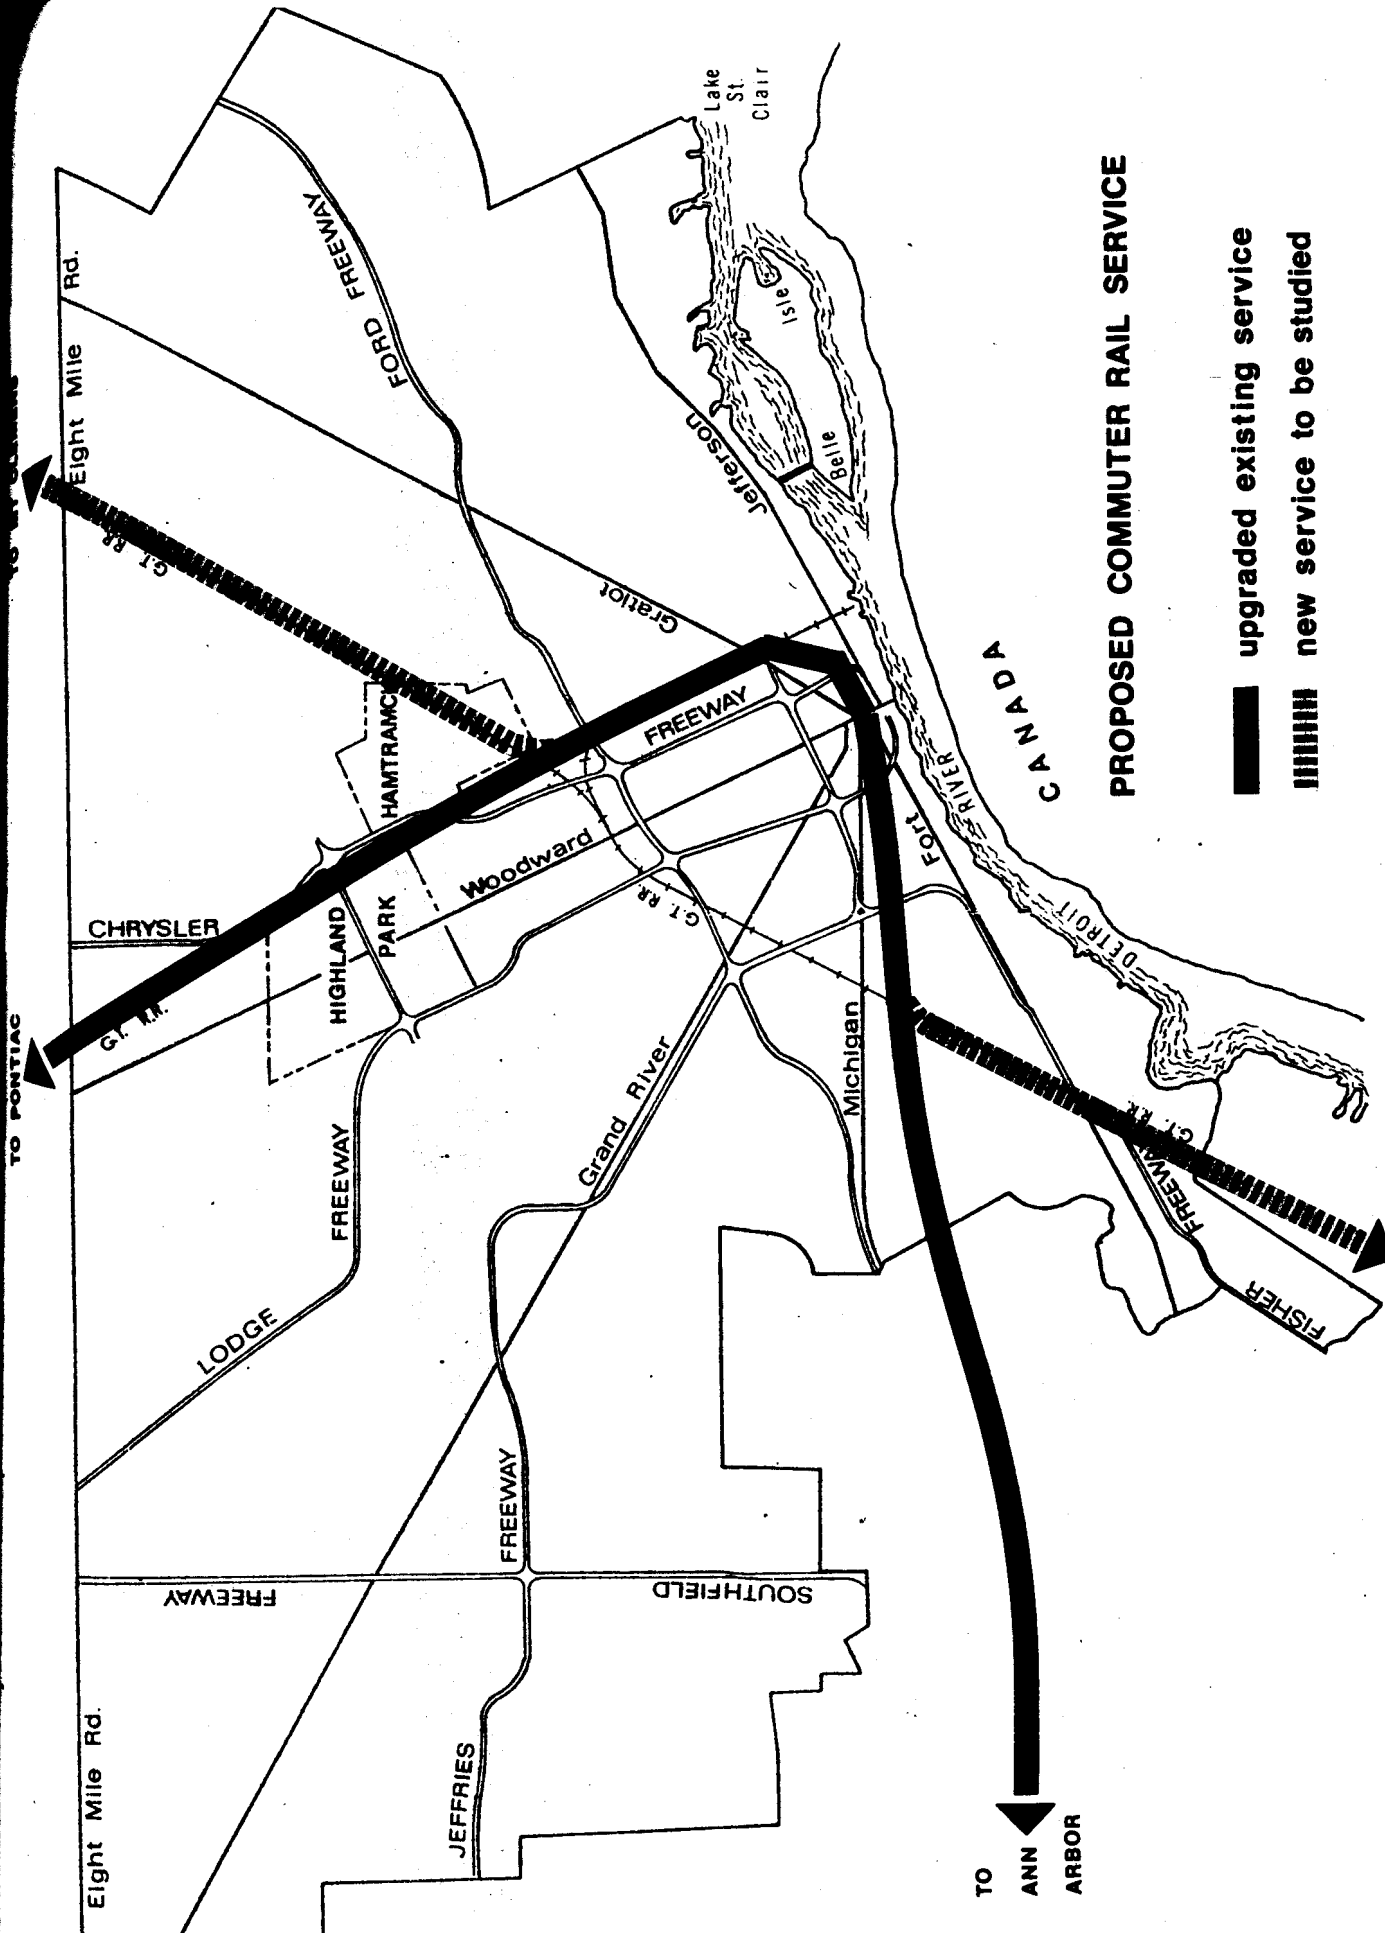 TO PONTIAC
Eight Mile Rd.
Eight Mile Rd.
G.T. R.R.
G.T. R.R.
CHRYSLER
FREEWAY
HIGHLAND
PARK
HAMTRAMCK
FORD FREEWAY
Lake
St.
Clair
LODGE
FREEWAY
Woodward
Gratiot
Jefferson
Belle
Isle
G.T. R.R.
Grand River
FREEWAY
SOUTHFIELD
JEFFRIES
FREEWAY
Michigan
Fort
DETROIT
RIVER
CANADA
G.T. R.R.
FISHER
FREEWAY
TO
ANN
ARBOR
PROPOSED COMMUTER RAIL SERVICE
upgraded existing service
new service to be studied